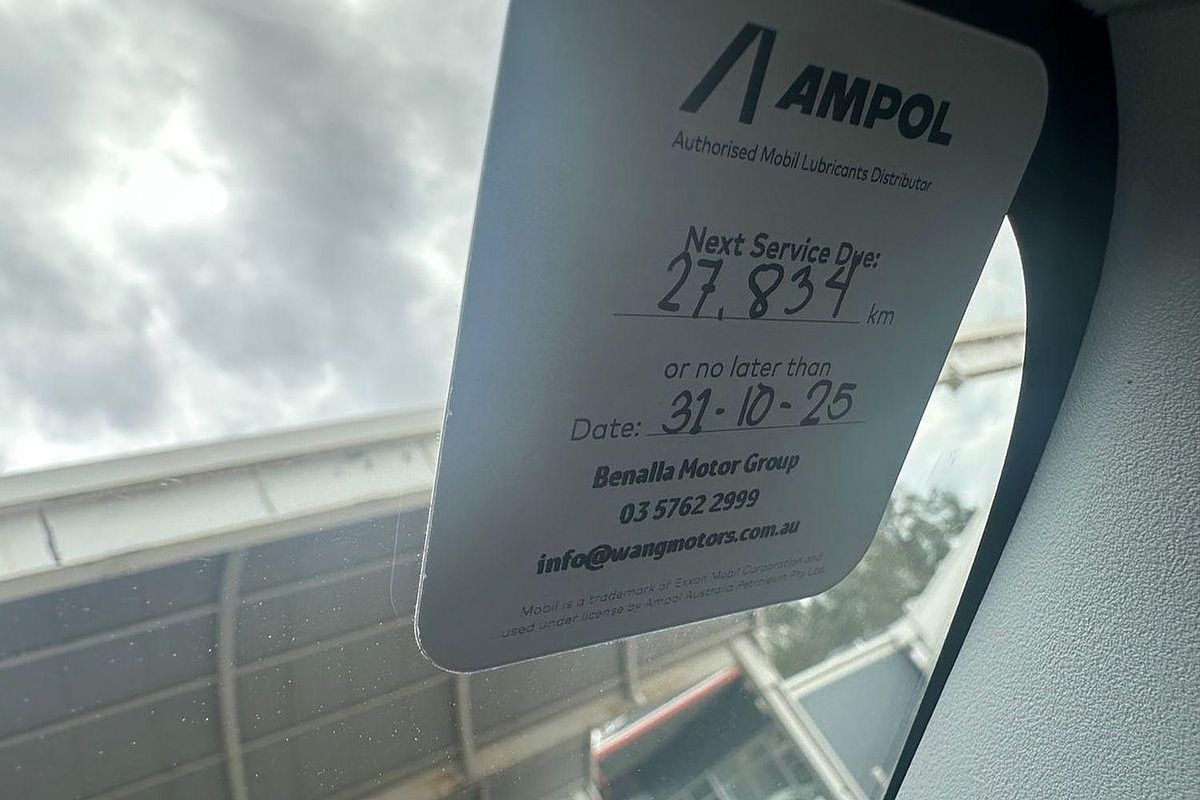 AMPOL
Authorised Mobil Lubricants Distributor
Next Service Due:
27,834 km
or no later than
Date: 31-10-25
Benalla Motor Group
03 5762 2999
info@wangmotors.com.au
Mobil is a trademark of Exxon Mobil Corporation and
used under license by Ampol Australia Petroleum Pty Ltd.